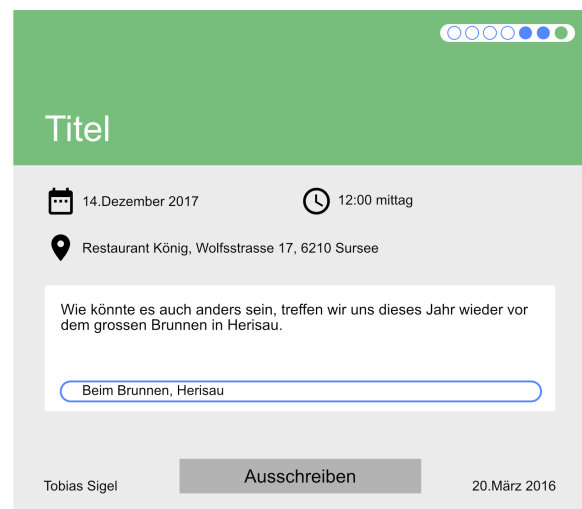 Titel
14.Dezember 2017
12:00 mittag
Restaurant König, Wolfsstrasse 17, 6210 Sursee
Wie könnte es auch anders sein, treffen wir uns dieses Jahr wieder vor
dem grossen Brunnen in Herisau.
Beim Brunnen, Herisau
Ausschreiben
Tobias Sigel
20.März 2016